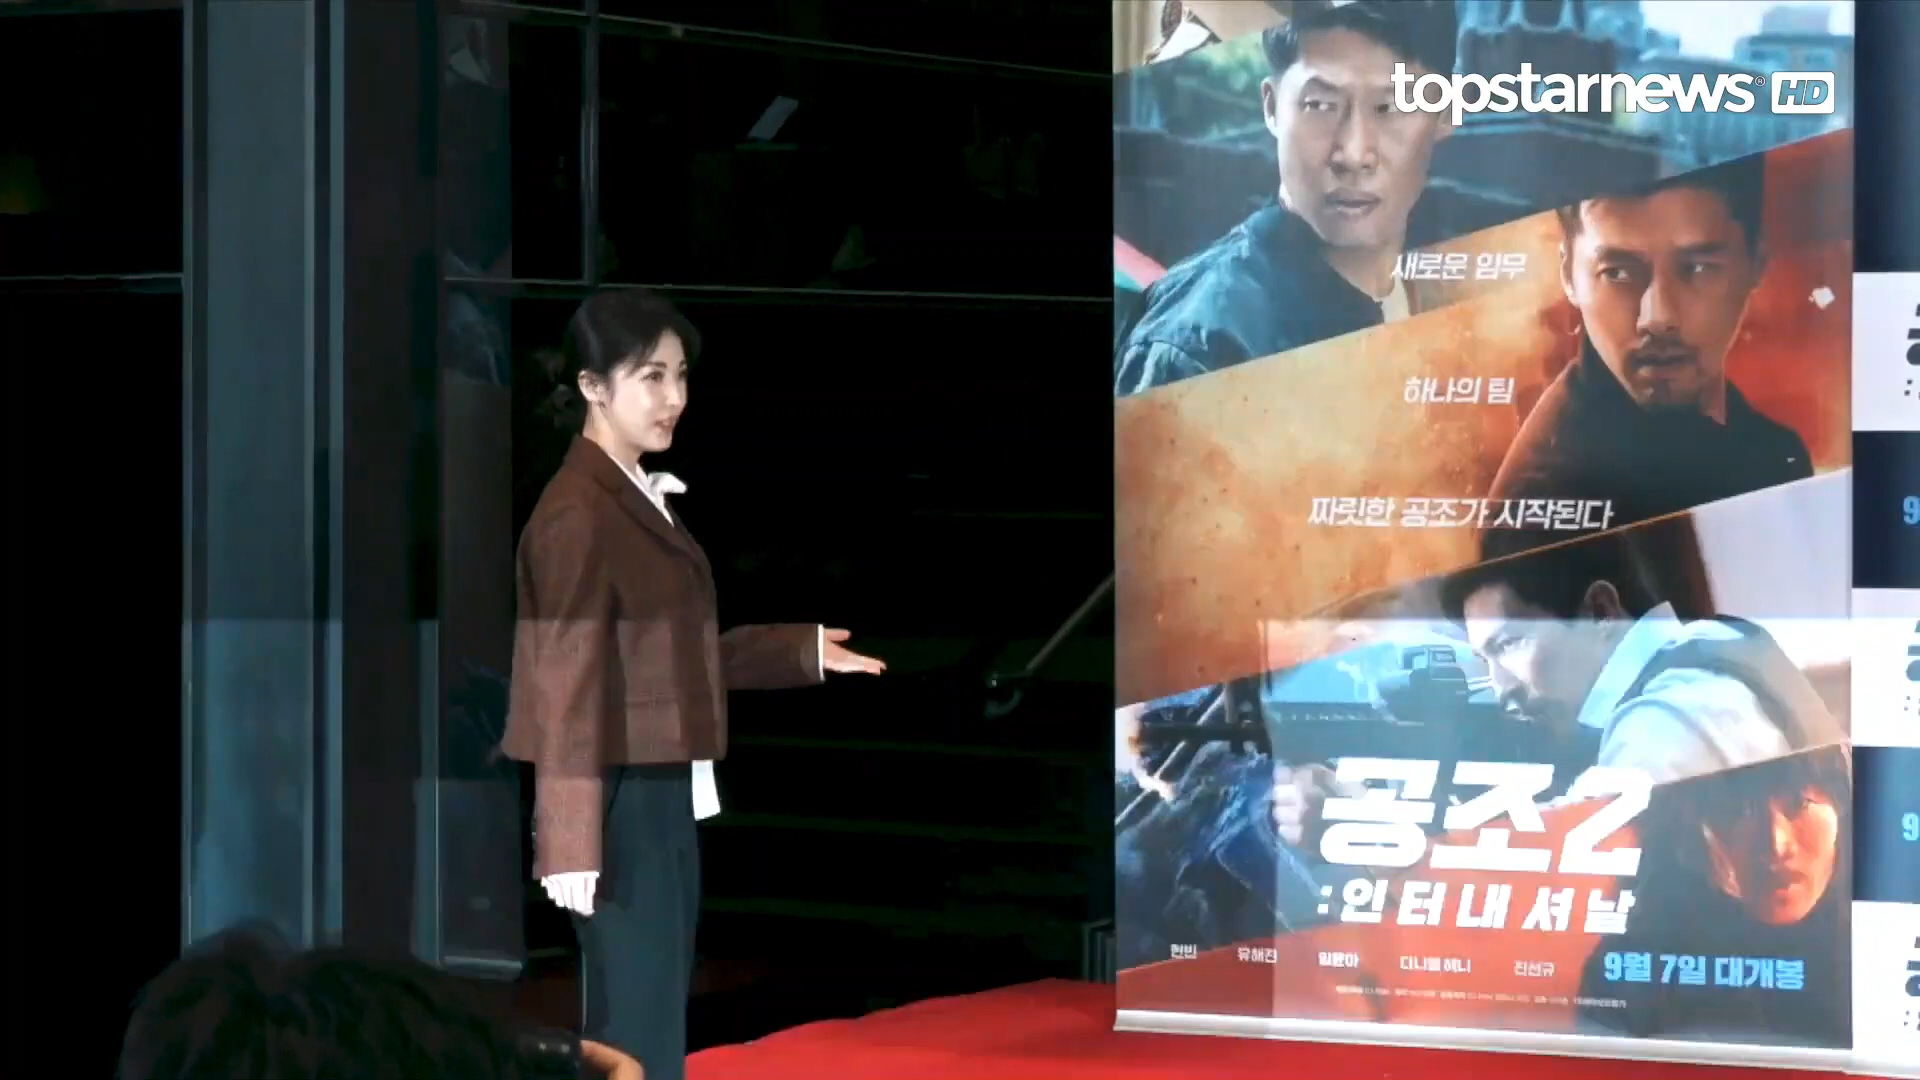 topstarnews HD
새로운 임무
하나의 팀
짜릿한 공조가 시작된다
공조2
:인터내셔날
현빈 유해진 임윤아 다니엘 헤니 진선규
9월 7일 대개봉